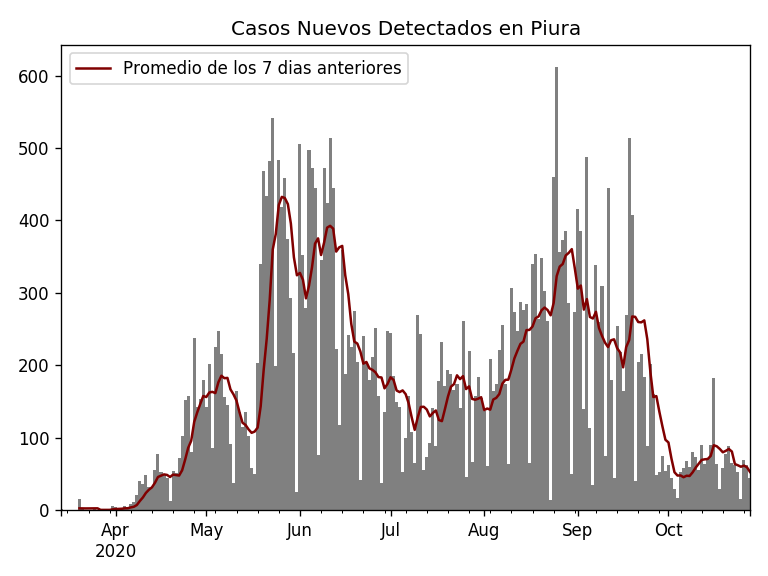 Casos Nuevos Detectados en Piura
Promedio de los 7 dias anteriores
600
500
400
300
200
100
0
Apr May Jun Jul Aug Sep Oct
2020